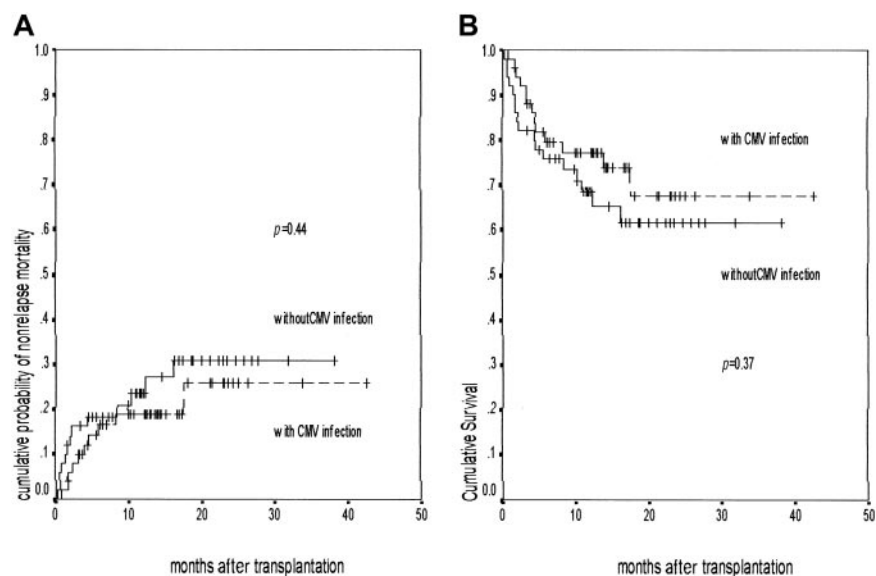 A
cumulative probability of nonrelapse mortality
1.0
.9
.8
.7
.6
.5
.4
.3
.2
.1
0.0
p=0.44
withoutCMV infection
with CMV infection
0
10
20
30
40
50
months after transplantation
B
Cumulative Survival
1.0
.9
.8
.7
.6
.5
.4
.3
.2
.1
0.0
with CMV infection
withoutCMV infection
p=0.37
0
10
20
30
40
50
months after transplantation